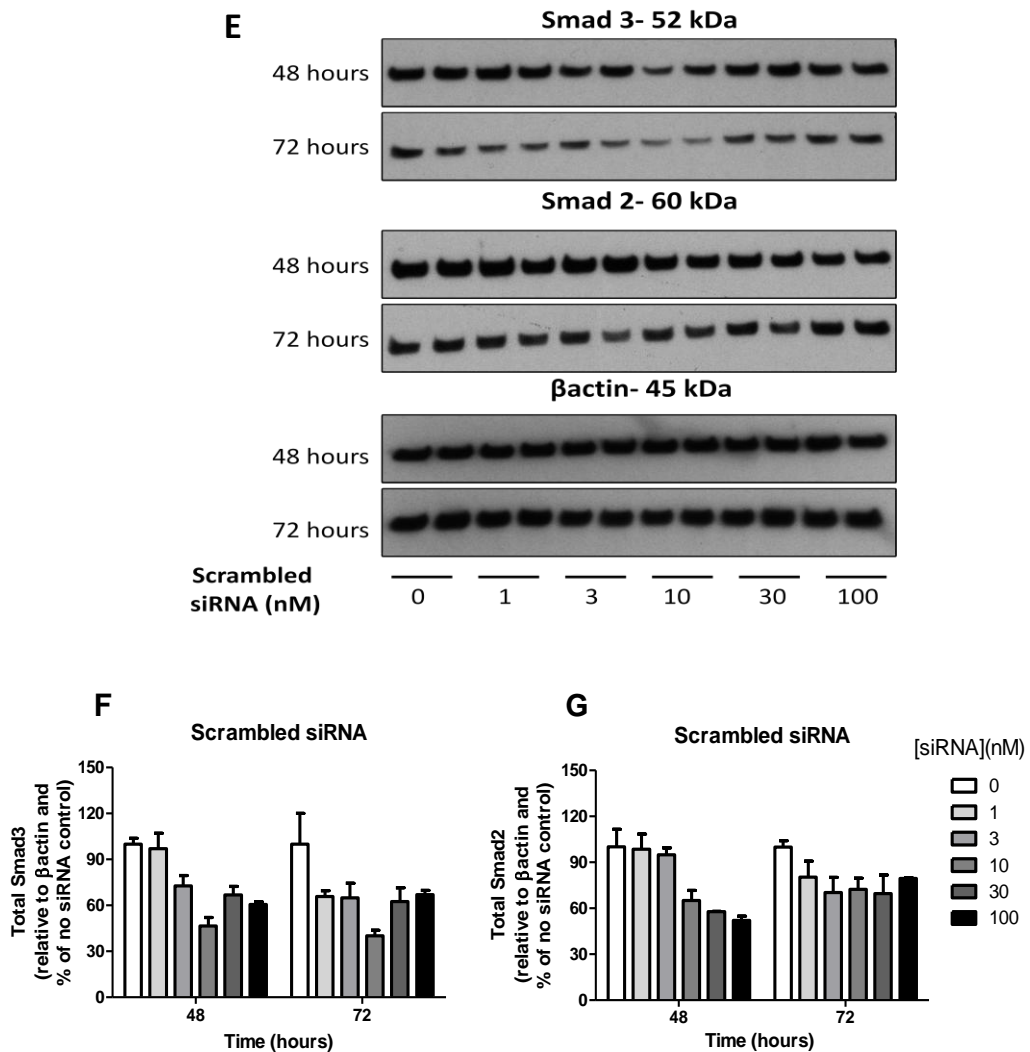 E
Smad 3- 52 kDa
48 hours
72 hours
Smad 2- 60 kDa
48 hours
72 hours
βactin- 45 kDa
48 hours
72 hours
Scrambled
siRNA (nM)
0 1 3 10 30 100
F
Scrambled siRNA
Total Smad3
(relative to βactin and
% of no siRNA control)
150
120
90
60
30
0
48 72
Time (hours)
G
Scrambled siRNA
Total Smad2
(relative to βactin and
% of no siRNA control)
150
120
90
60
30
0
48 72
Time (hours)
[siRNA](nM)
0
1
3
10
30
100